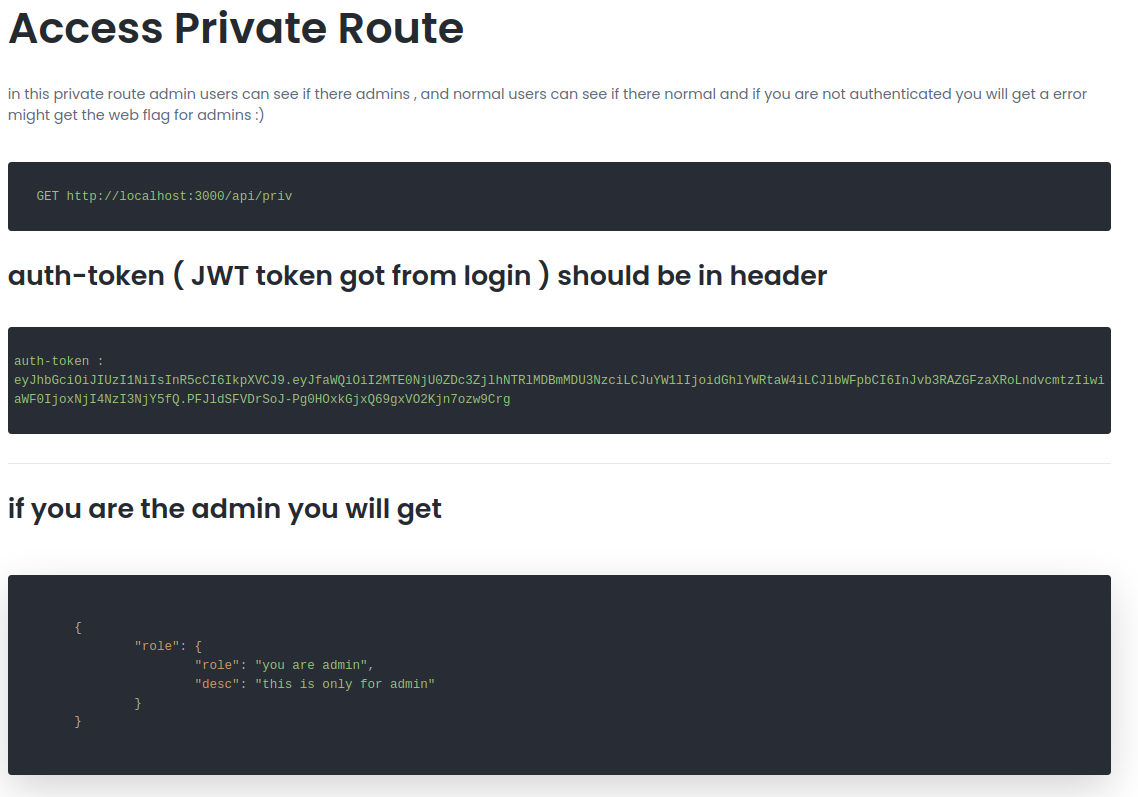 Access Private Route
in this private route admin users can see if there admins , and normal users can see if there normal and if you are not authenticated you will get a error
might get the web flag for admins :)
GET http://localhost:3000/api/priv
auth-token ( JWT token got from login ) should be in header
auth-token :
eyJhbGciOiJIUzI1NiIsInR5cCI6IkpXVCJ9.eyJfaWQiOiI2MTE0NjU0ZDc3ZjlhNTRlMDBmMDU3NzciLCJuYW1lIjoidGhlYWRtaW4iLCJlbWFpbCI6InJvb3RAZGFzaXRoLndvcmtzIiwi
aWF0IjoxNjI4NzI3NjY5fQ.PFJldSFVDrSoJ-Pg0HOxkGjxQ69gxVO2Kjn7ozw9Crg
if you are the admin you will get
{
"role": {
"role": "you are admin",
"desc": "this is only for admin"
}
}